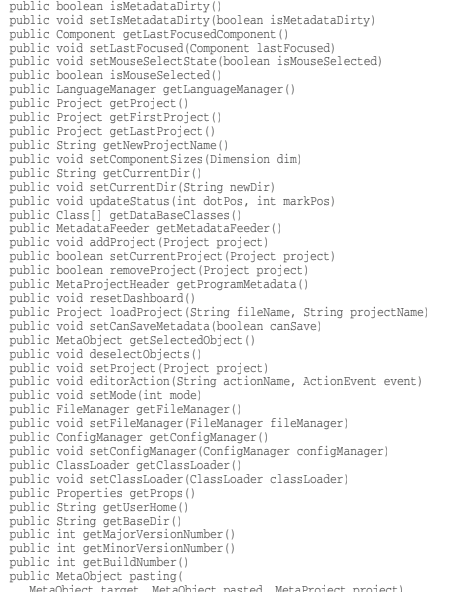 public boolean isMetadataDirty()
public void setIsMetadataDirty(boolean isMetadataDirty)
public Component getLastFocusedComponent()
public void setLastFocused(Component lastFocused)
public void setMouseSelectState(boolean isMouseSelected)
public boolean isMouseSelected()
public LanguageManager getLanguageManager()
public Project getProject()
public Project getFirstProject()
public Project getLastProject()
public String getNewProjectName()
public void setComponentSizes(Dimension dim)
public String getCurrentDir()
public void setCurrentDir(String newDir)
public void updateStatus(int dotPos, int markPos)
public Class[] getDataBaseClasses()
public MetadataFeeder getMetadataFeeder()
public void addProject(Project project)
public boolean setCurrentProject(Project project)
public boolean removeProject(Project project)
public MetaProjectHeader getProgramMetadata()
public void resetDashboard()
public Project loadProject(String fileName, String projectName)
public void setCanSaveMetadata(boolean canSave)
public MetaObject getSelectedObject()
public void deselectObjects()
public void setProject(Project project)
public void editorAction(String actionName, ActionEvent event)
public void setMode(int mode)
public FileManager getFileManager()
public void setFileManager(FileManager fileManager)
public ConfigManager getConfigManager()
public void setConfigManager(ConfigManager configManager)
public ClassLoader getClassLoader()
public void setClassLoader(ClassLoader classLoader)
public Properties getProps()
public String getUserHome()
public String getBaseDir()
public int getMajorVersionNumber()
public int getMinorVersionNumber()
public int getBuildNumber()
public MetaObject pasting(
MetaObject target, MetaObject pasted, MetaProject project)